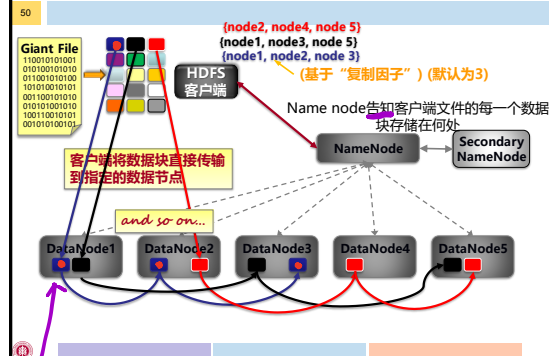 50
{node2, node4, node 5}
{node1, node3, node 5}
{node1, node2, node 3}
(基于“复制因子”) (默认为3)
Giant File
110010101001
010100101010
011001010100
101010010101
001100101010
010101001010
100110010101
001010100101
HDFS
客户端
Name node告知客户端文件的每一个数据
块存储在何处
NameNode
Secondary
NameNode
客户端将数据块直接传输
到指定的数据节点
and so on...
DataNode1
DataNode2
DataNode3
DataNode4
DataNode5